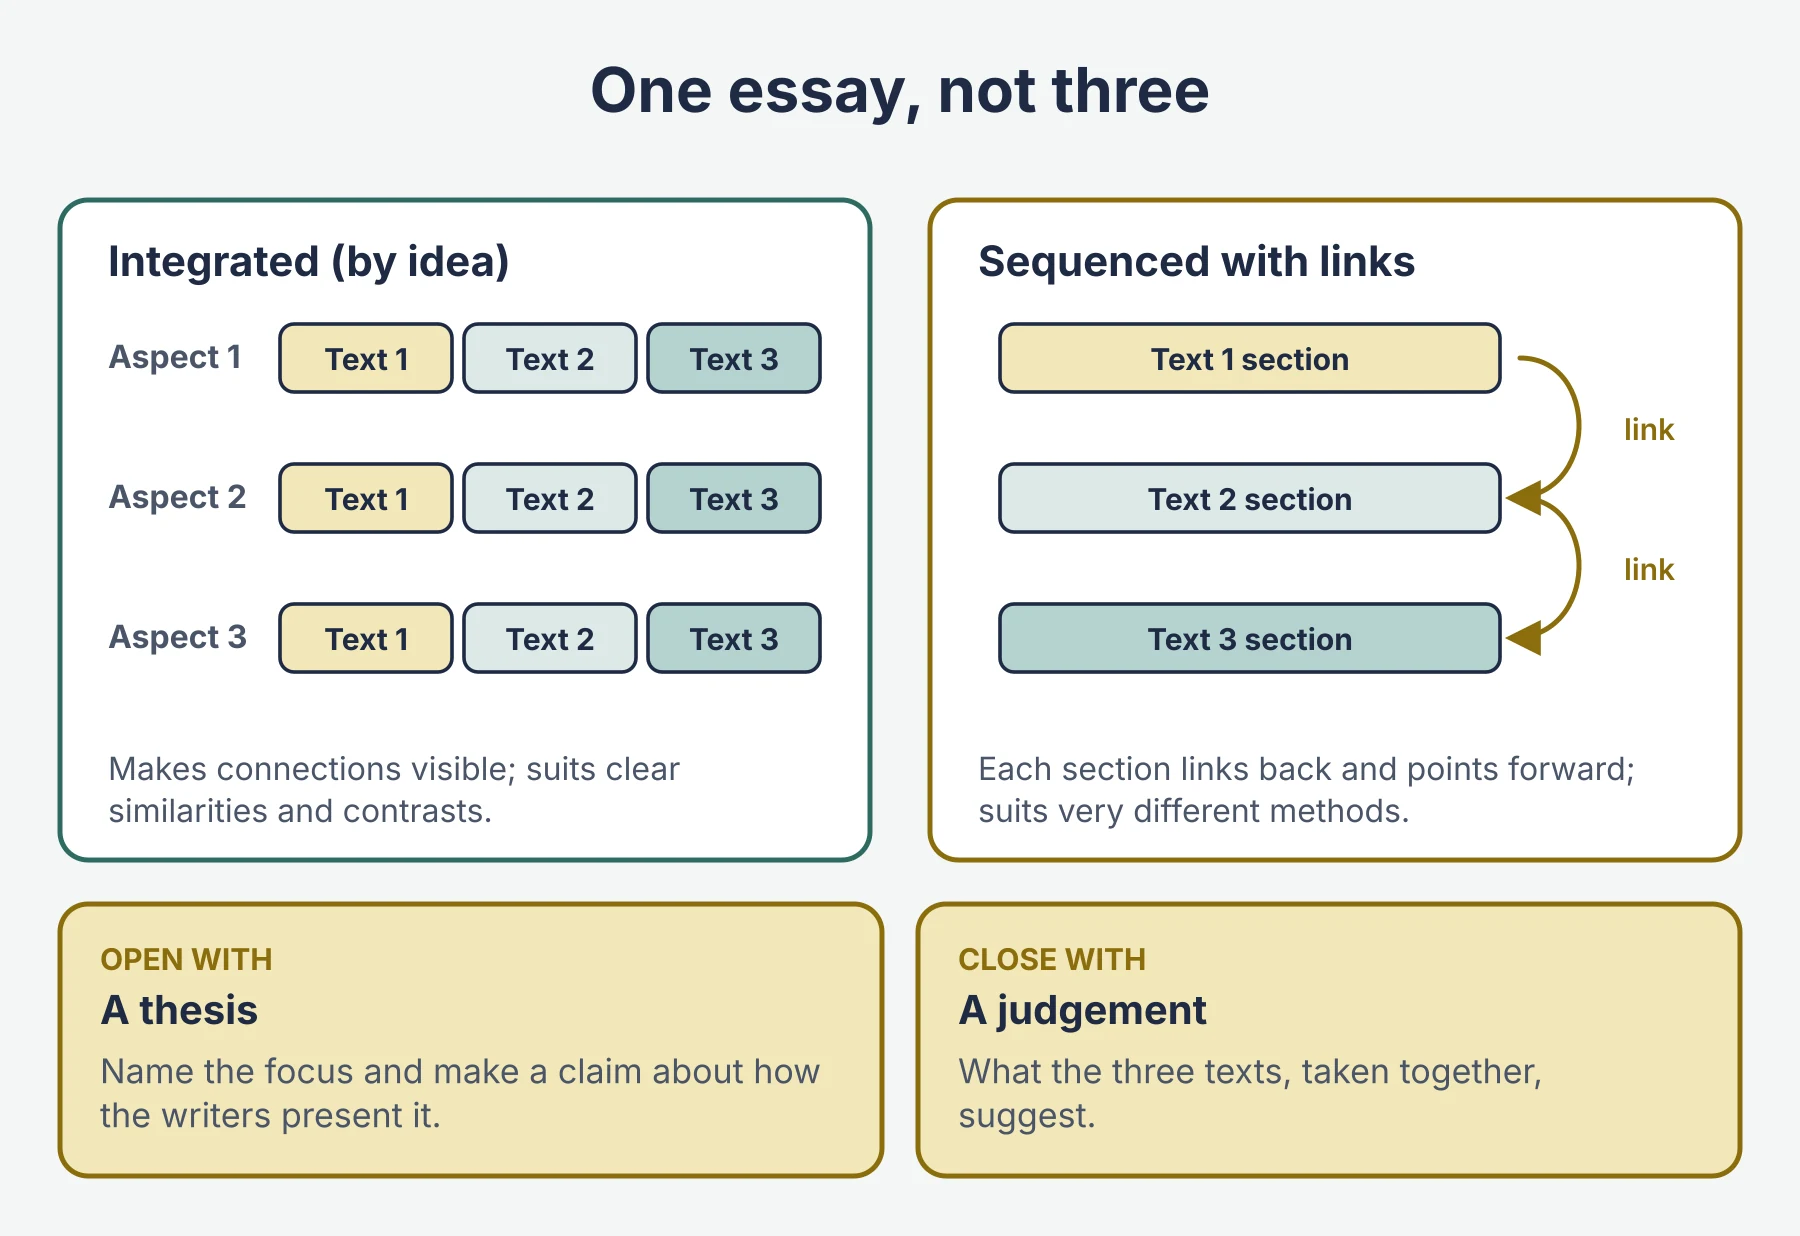 One essay, not three
Integrated (by idea)
Aspect 1 Text 1 Text 2 Text 3
Aspect 2 Text 1 Text 2 Text 3
Aspect 3 Text 1 Text 2 Text 3
Makes connections visible; suits clear
similarities and contrasts.
Sequenced with links
Text 1 section
link
Text 2 section
link
Text 3 section
Each section links back and points forward;
suits very different methods.
OPEN WITH
A thesis
Name the focus and make a claim about how
the writers present it.
CLOSE WITH
A judgement
What the three texts, taken together,
suggest.